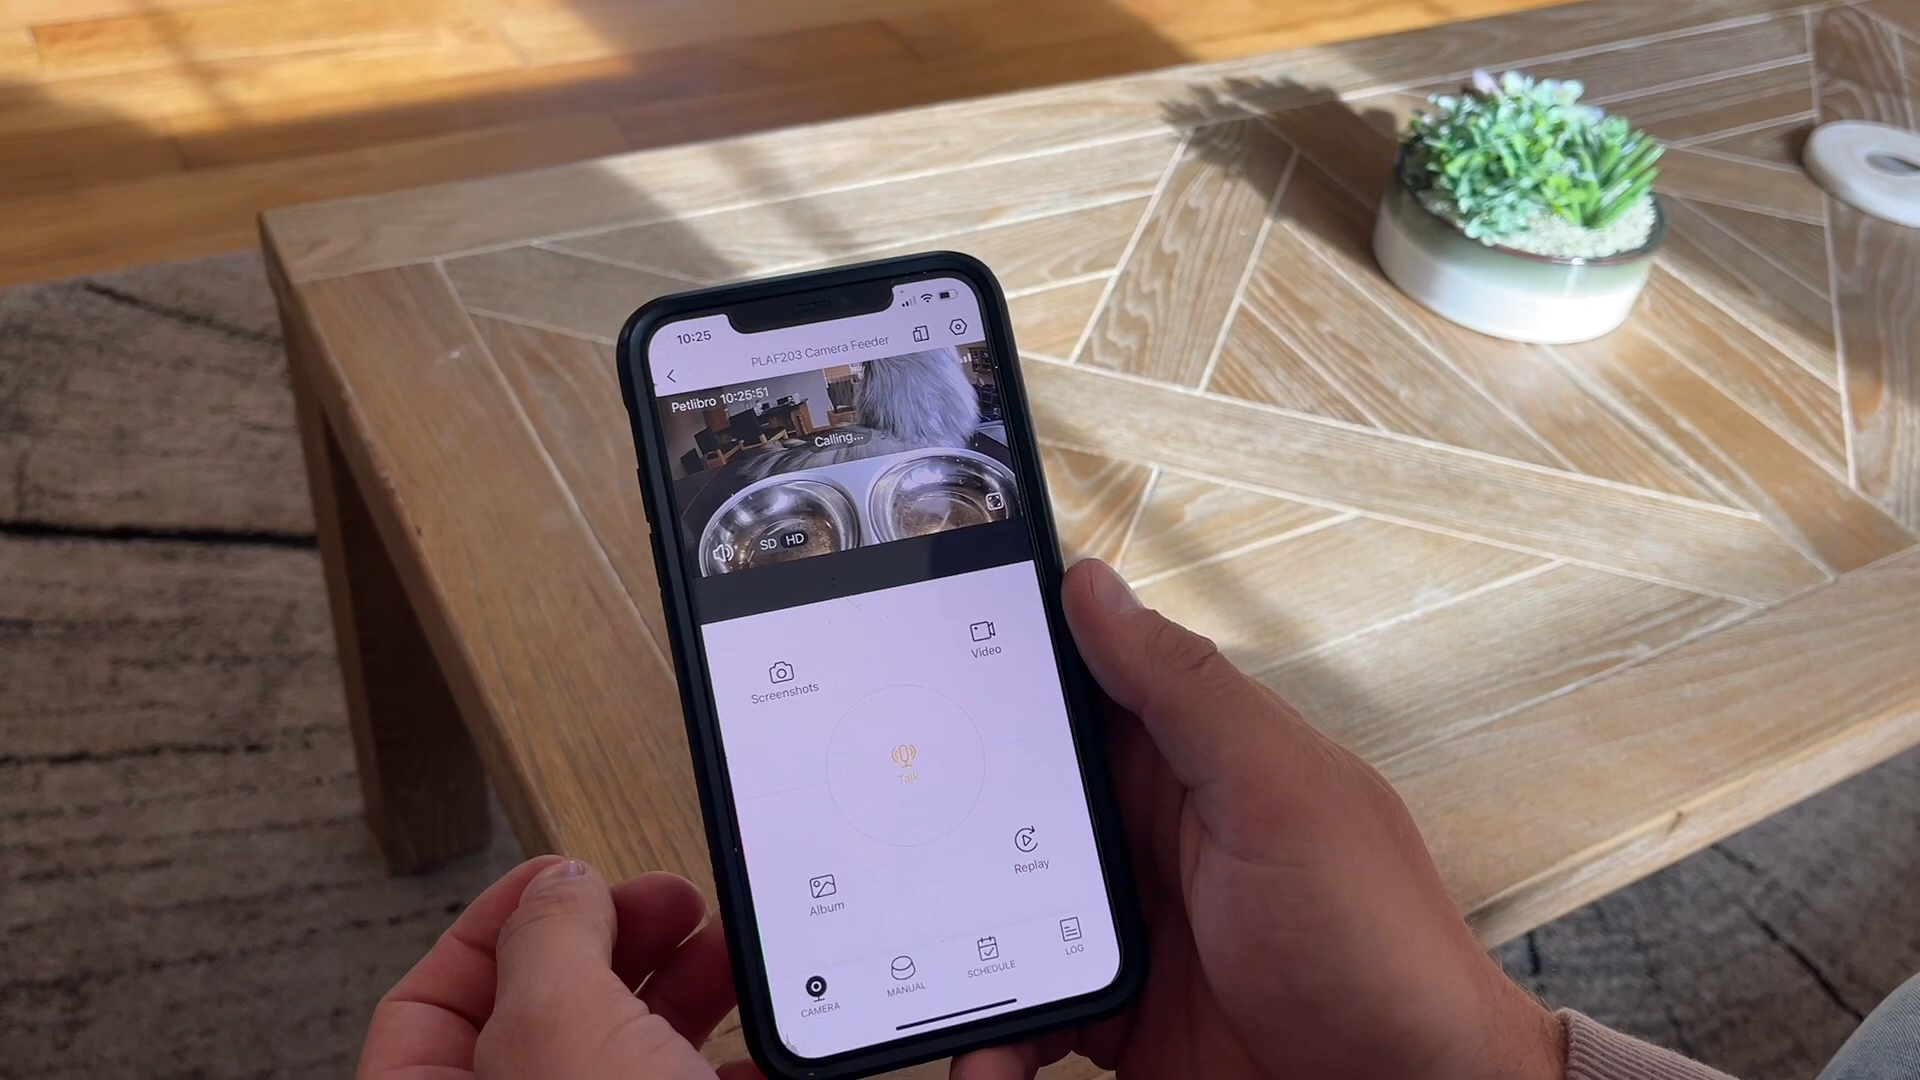 10:25
PLAF203 Camera Feeder
Petlibro 10:25:51
Calling...
SD HD
Video
Screenshots
Talk
Replay
Album
CAMERA
MANUAL
SCHEDULE
LOG